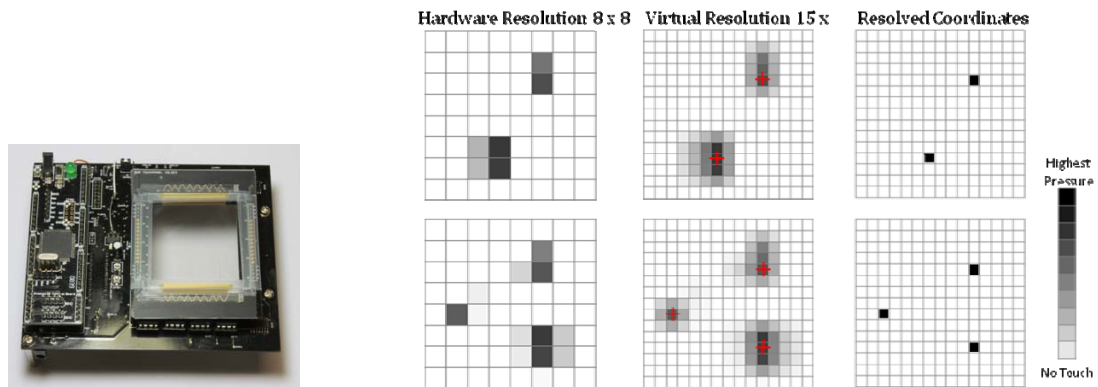 Hardware Resolution 8 x 8
Virtual Resolution 15 x
Resolved Coordinates
Highest
Pressure
No Touch